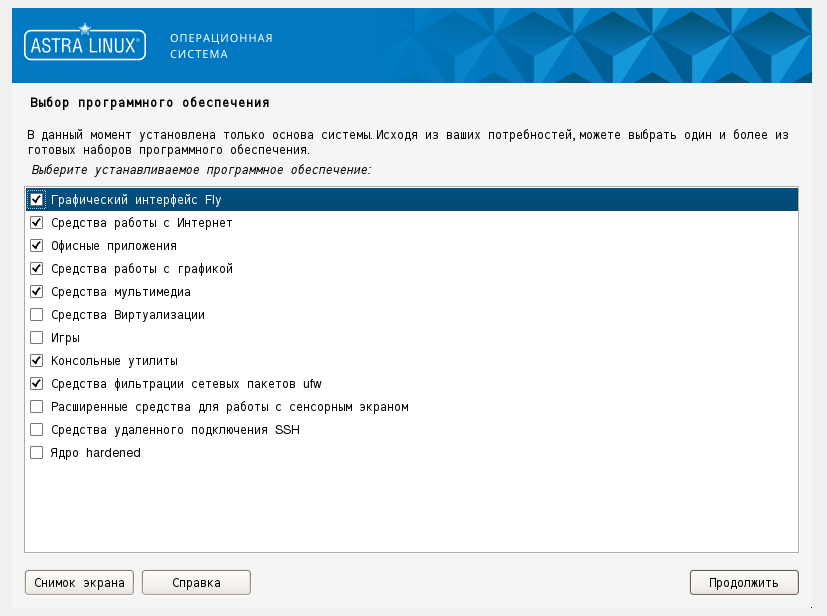 ASTRA LINUX®
ОПЕРАЦИОННАЯ
СИСТЕМА
Выбор программного обеспечения
В данный момент установлена только основа системы. Исходя из ваших потребностей, можете выбрать один и более из
готовых наборов программного обеспечения.
Выберите устанавливаемое программное обеспечение:
Графический интерфейс Fly
Средства работы с Интернет
Офисные приложения
Средства работы с графикой
Средства мультимедиа
Средства Виртуализации
Игры
Консольные утилиты
Средства фильтрации сетевых пакетов ufw
Расширенные средства для работы с сенсорным экраном
Средства удаленного подключения SSH
Ядро hardened
Снимок экрана
Справка
Продолжить